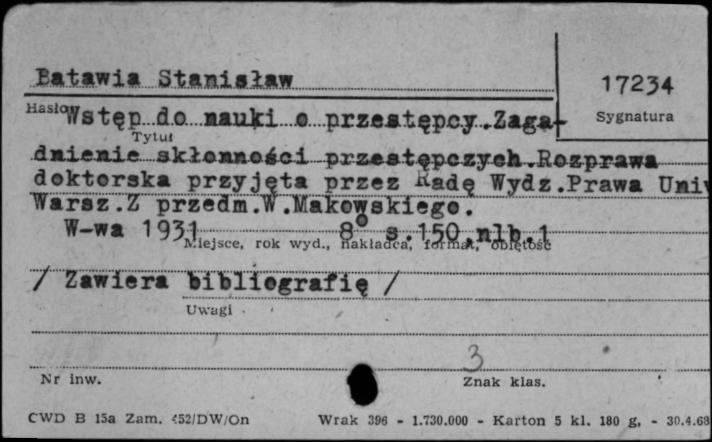 Batawia Stanisław
17234
Hasło
Sygnatura
Wstęp do nauki o przestępcy.Zaga-
Tytuł
dnienie skłonności przestępczych.Rozprawa
doktorska przyjęta przez Radę Wydz.Prawa Uniw
Warsz.Z przedm.W.Makowskiego.
W-wa 1931 8° s.150 nlb.1
Miejsce, rok wyd., nakładca, format, objętość
/ Zawiera bibliografię /
Uwagi
3
Nr inw.
Znak klas.
CWD B 15a Zam. 452/DW/On Wrak 396 - 1.730.000 - Karton 5 kl. 180 g, - 30.4.68